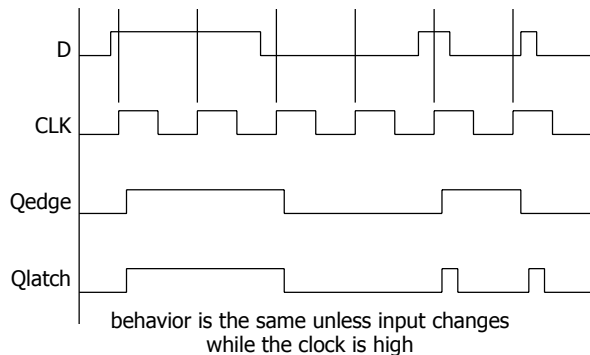 D
CLK
Qedge
Qlatch
behavior is the same unless input changes
while the clock is high